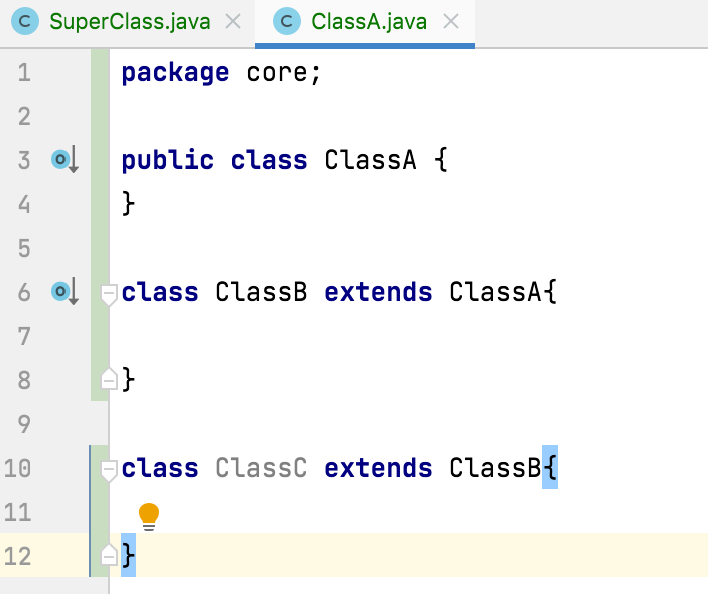 C SuperClass.java × C ClassA.java ×
1 package core;
2
3 public class ClassA {
4 }
5
6 class ClassB extends ClassA{
7
8 }
9
10 class ClassC extends ClassB{
11
12 }